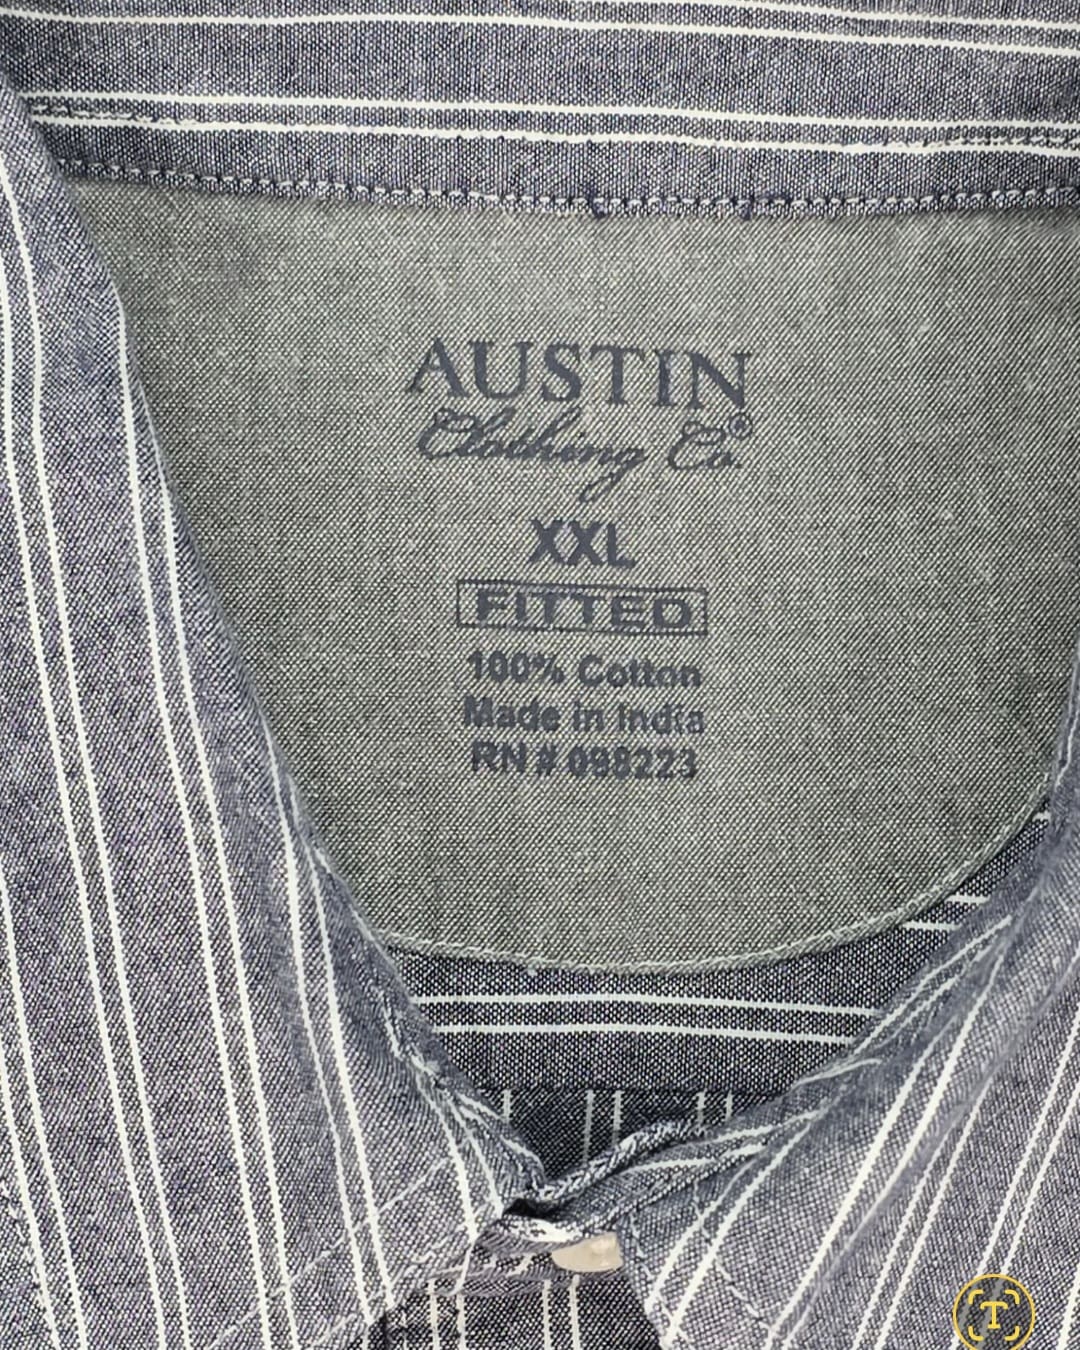 AUSTIN
Clothing Co.®
XXL
FITTED
100% Cotton
Made in India
RN # 098223